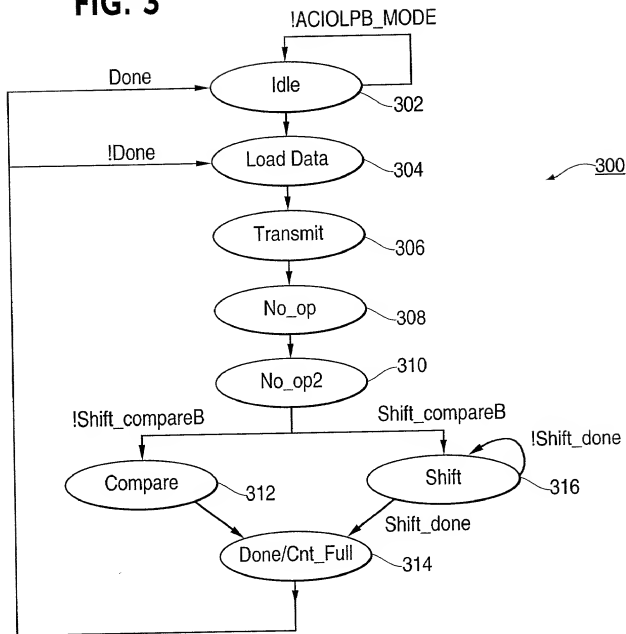 FIG. 3
!ACIOLPB_MODE
Done
Idle
302
!Done
Load Data
304
300
Transmit
306
No_op
308
No_op2
310
!Shift_compareB
Shift_compareB
!Shift_done
Compare
312
Shift
316
Shift_done
Done/Cnt_Full
314